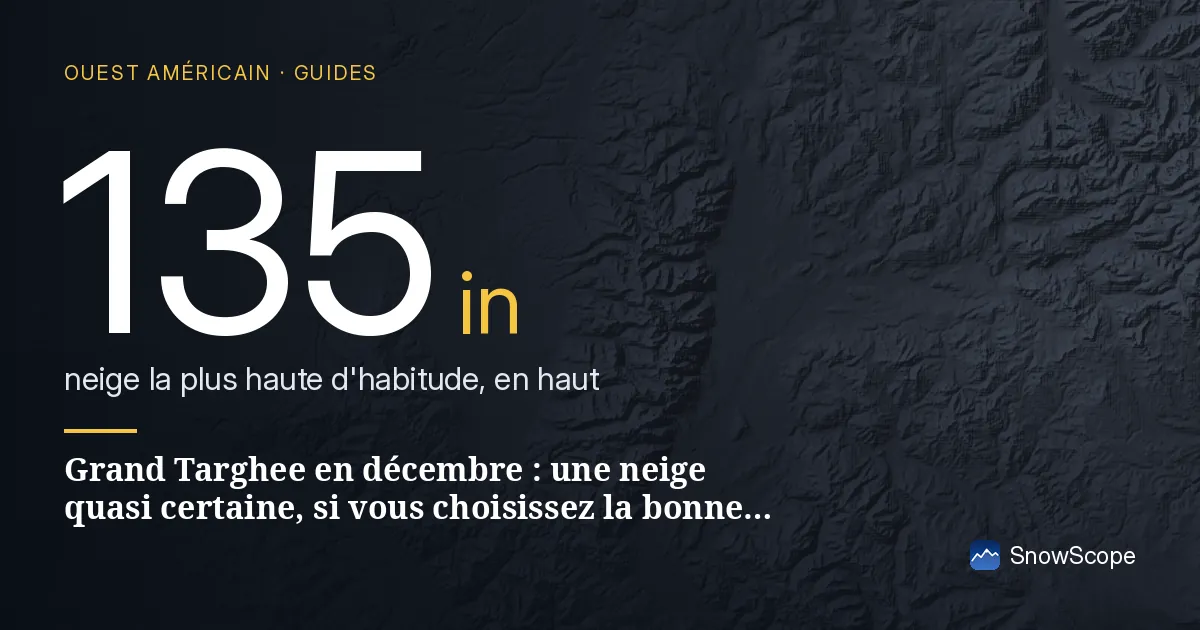 OUEST AMÉRICAIN · GUIDES
135 in
neige la plus haute d'habitude, en haut
Grand Targhee en décembre : une neige
quasi certaine, si vous choisissez la bonne...
SnowScope